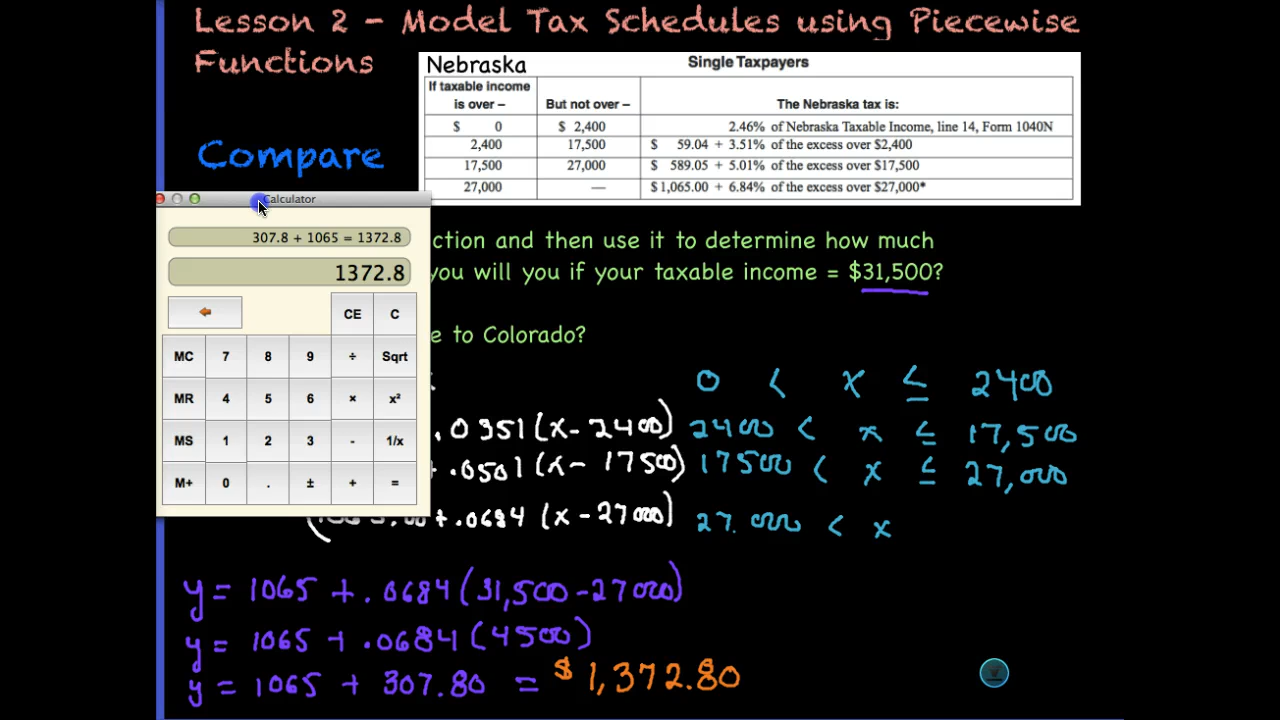 Lesson 2 - Model Tax Schedules using Piecewise
Functions
Nebraska
Single Taxpayers
If taxable income
is over – But not over – The Nebraska tax is:
$ 0 $ 2,400 2.46% of Nebraska Taxable Income, line 14, Form 1040N
2,400 17,500 $ 59.04 + 3.51% of the excess over $2,400
17,500 27,000 $ 589.05 + 5.01% of the excess over $17,500
27,000 — $1,065.00 + 6.84% of the excess over $27,000*
Compare
Calculator
307.8 + 1065 = 1372.8
1372.8
CE C
MC 7 8 9 ÷ Sqrt
MR 4 5 6 × x²
MS 1 2 3 - 1/x
M+ 0 . ± + =
ction and then use it to determine how much
you will you if your taxable income = $31,500?
e to Colorado?
0 < x ≤ 2400
.0351(x-2400) 2400 < x ≤ 17,500
+.0501(x-17500) 17500 < x ≤ 27,000
+.0684 (x-27000) 27.000 < x
y = 1065 + .0684(31,500-27000)
y = 1065 + .0684(4500)
y = 1065 + 307.80 = $1,372.80